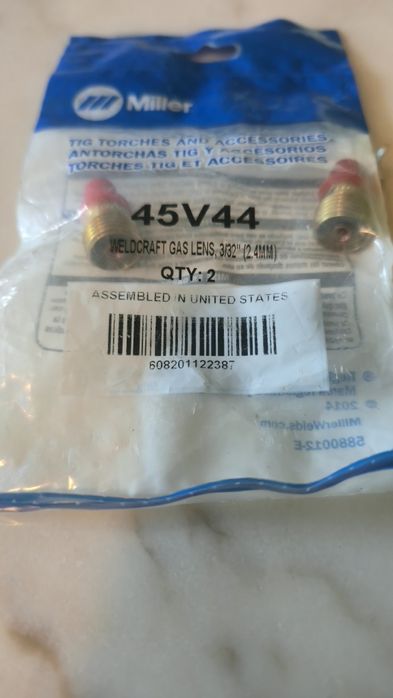 Miller
TIG TORCHES AND ACCESSORIES
ANTORCHAS TIG Y ACCESORIOS
TORCHES TIG ET ACCESSOIRES
45V44
WELDCRAFT GAS LENS, 3/32" (2.4MM)
QTY: 2
ASSEMBLED IN UNITED STATES
608201122387
© 2014
MillerWelds.com
5880012-E